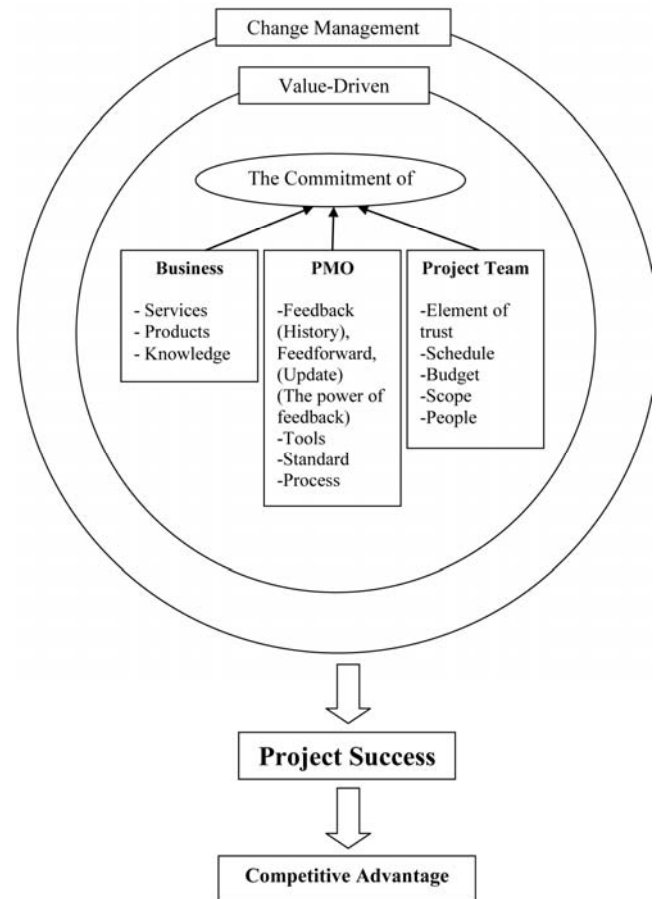 Change Management
Value-Driven
The Commitment of
Business
- Services
- Products
- Knowledge
PMO
-Feedback
(History),
Feedforward,
(Update)
(The power of
feedback)
-Tools
-Standard
-Process
Project Team
-Element of
trust
-Schedule
-Budget
-Scope
-People
Project Success
Competitive Advantage